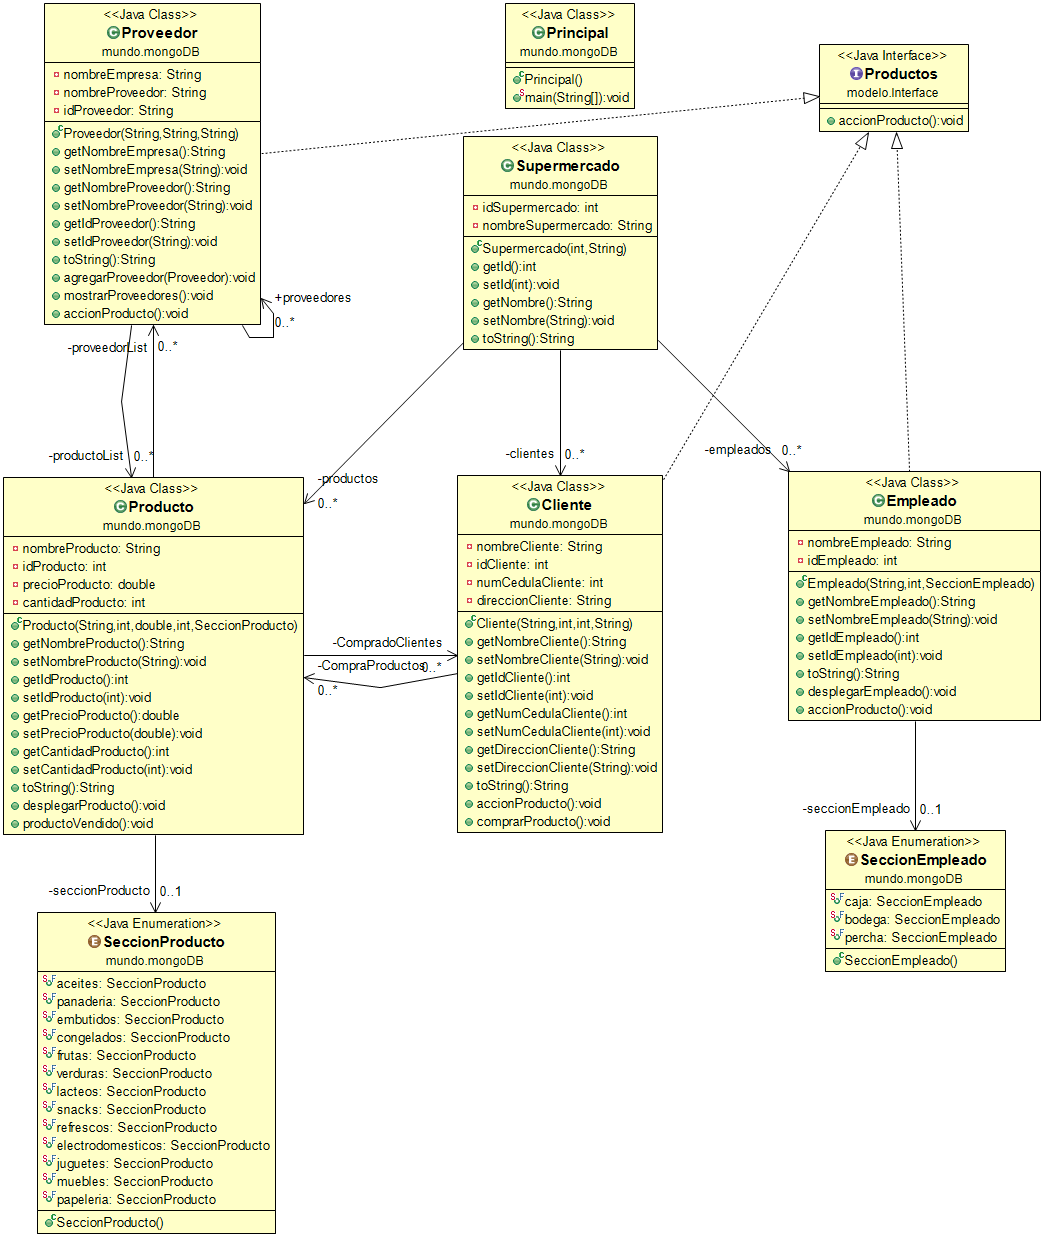 <<Java Class>>
Proveedor
mundo.mongoDB
nombreEmpresa: String
nombreProveedor: String
idProveedor: String
Proveedor(String,String,String)
getNombreEmpresa():String
setNombreEmpresa(String):void
getNombreProveedor():String
setNombreProveedor(String):void
getIdProveedor():String
setIdProveedor(String):void
toString():String
agregarProveedor(Proveedor):void
mostrarProveedores():void
accionProducto():void
<<Java Class>>
Principal
mundo.mongoDB
Principal()
main(String[]):void
<<Java Interface>>
Productos
modelo.Interface
accionProducto():void
<<Java Class>>
Supermercado
mundo.mongoDB
idSupermercado: int
nombreSupermercado: String
Supermercado(int,String)
getId():int
setId(int):void
getNombre():String
setNombre(String):void
toString():String
+proveedores
0..*
-proveedorList
0..*
-productoList
0..*
-productos
0..*
-clientes
0..*
-empleados
0..*
<<Java Class>>
Producto
mundo.mongoDB
nombreProducto: String
idProducto: int
precioProducto: double
cantidadProducto: int
Producto(String,int,double,int,SeccionProducto)
getNombreProducto():String
setNombreProducto(String):void
getIdProducto():int
setIdProducto(int):void
getPrecioProducto():double
setPrecioProducto(double):void
getCantidadProducto():int
setCantidadProducto(int):void
toString():String
desplegarProducto():void
productoVendido():void
-CompradoClientes
0..*
-CompraProductos
0..*
<<Java Class>>
Cliente
mundo.mongoDB
nombreCliente: String
idCliente: int
numCedulaCliente: int
direccionCliente: String
Cliente(String,int,int,String)
getNombreCliente():String
setNombreCliente(String):void
getIdCliente():int
setIdCliente(int):void
getNumCedulaCliente():int
setNumCedulaCliente(int):void
getDireccionCliente():String
setDireccionCliente(String):void
toString():String
accionProducto():void
comprarProducto():void
<<Java Class>>
Empleado
mundo.mongoDB
nombreEmpleado: String
idEmpleado: int
Empleado(String,int,SeccionEmpleado)
getNombreEmpleado():String
setNombreEmpleado(String):void
getIdEmpleado():int
setIdEmpleado(int):void
toString():String
desplegarEmpleado():void
accionProducto():void
-seccionEmpleado
0..1
<<Java Enumeration>>
SeccionEmpleado
mundo.mongoDB
caja: SeccionEmpleado
bodega: SeccionEmpleado
percha: SeccionEmpleado
SeccionEmpleado()
-seccionProducto
0..1
<<Java Enumeration>>
SeccionProducto
mundo.mongoDB
aceites: SeccionProducto
panaderia: SeccionProducto
embutidos: SeccionProducto
congelados: SeccionProducto
frutas: SeccionProducto
verduras: SeccionProducto
lacteos: SeccionProducto
snacks: SeccionProducto
refrescos: SeccionProducto
electrodomesticos: SeccionProducto
juguetes: SeccionProducto
muebles: SeccionProducto
papeleria: SeccionProducto
SeccionProducto()